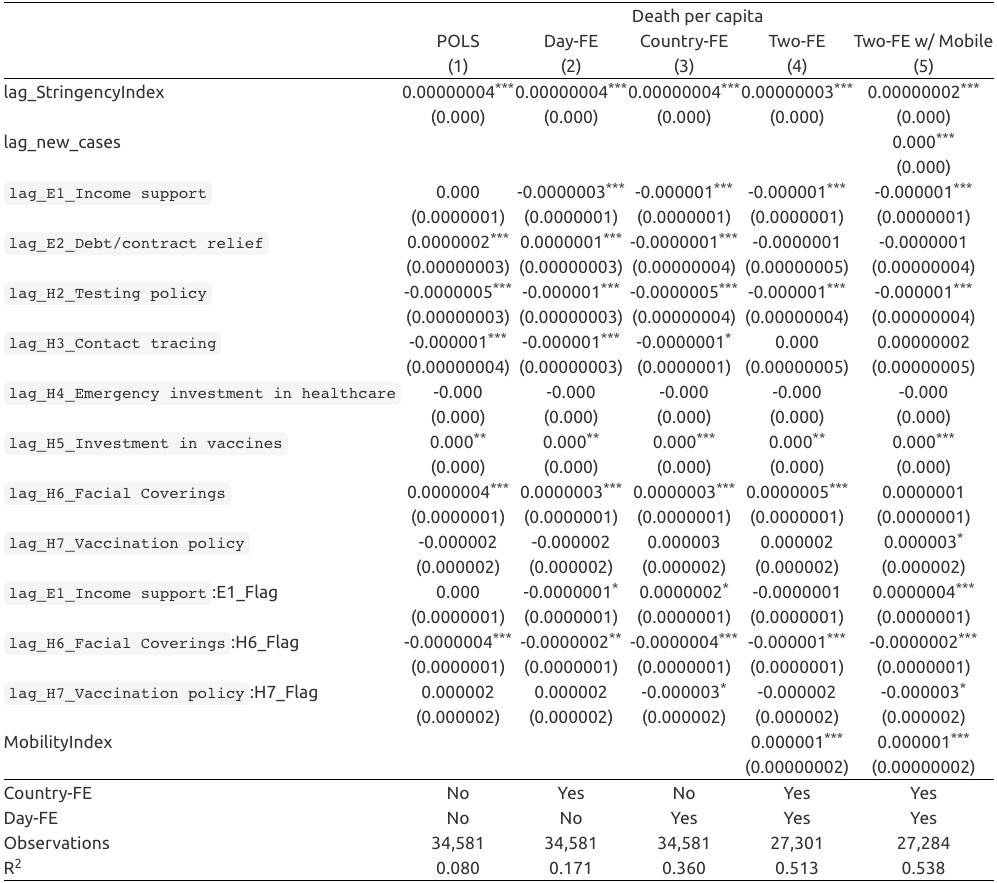 Death per capita
POLS Day-FE Country-FE Two-FE Two-FE w/ Mobile
(1) (2) (3) (4) (5)
lag_StringencyIndex 0.00000004*** 0.00000004*** 0.00000004*** 0.00000003*** 0.00000002***
(0.000) (0.000) (0.000) (0.000) (0.000)
lag_new_cases 0.000***
(0.000)
lag_E1_Income support 0.000 -0.0000003*** -0.000001*** -0.000001*** -0.000001***
(0.0000001) (0.0000001) (0.0000001) (0.0000001) (0.0000001)
lag_E2_Debt/contract relief 0.0000002*** 0.0000001*** -0.0000001*** -0.0000001 -0.0000001
(0.00000003) (0.00000003) (0.00000004) (0.00000005) (0.00000004)
lag_H2_Testing policy -0.0000005*** -0.000001*** -0.0000005*** -0.000001*** -0.000001***
(0.00000003) (0.00000003) (0.00000004) (0.00000004) (0.00000004)
lag_H3_Contact tracing -0.000001*** -0.000001*** -0.0000001* 0.000 0.00000002
(0.00000004) (0.00000003) (0.0000001) (0.00000005) (0.00000005)
lag_H4_Emergency investment in healthcare -0.000 -0.000 -0.000 -0.000 -0.000
(0.000) (0.000) (0.000) (0.000) (0.000)
lag_H5_Investment in vaccines 0.000** 0.000** 0.000*** 0.000** 0.000***
(0.000) (0.000) (0.000) (0.000) (0.000)
lag_H6_Facial Coverings 0.0000004*** 0.0000003*** 0.0000003*** 0.0000005*** 0.0000001
(0.0000001) (0.0000001) (0.0000001) (0.0000001) (0.0000001)
lag_H7_Vaccination policy -0.000002 -0.000002 0.000003 0.000002 0.000003*
(0.000002) (0.000002) (0.000002) (0.000002) (0.000002)
lag_E1_Income support:E1_Flag 0.000 -0.0000001* 0.0000002* -0.0000001 0.0000004***
(0.0000001) (0.0000001) (0.0000001) (0.0000001) (0.0000001)
lag_H6_Facial Coverings:H6_Flag -0.0000004*** -0.0000002** -0.0000004*** -0.000001*** -0.0000002***
(0.0000001) (0.0000001) (0.0000001) (0.0000001) (0.0000001)
lag_H7_Vaccination policy:H7_Flag 0.000002 0.000002 -0.000003* -0.000002 -0.000003*
(0.000002) (0.000002) (0.000002) (0.000002) (0.000002)
MobilityIndex 0.000001*** 0.000001***
(0.00000002) (0.00000002)
Country-FE No Yes No Yes Yes
Day-FE No No Yes Yes Yes
Observations 34,581 34,581 34,581 27,301 27,284
R2 0.080 0.171 0.360 0.513 0.538